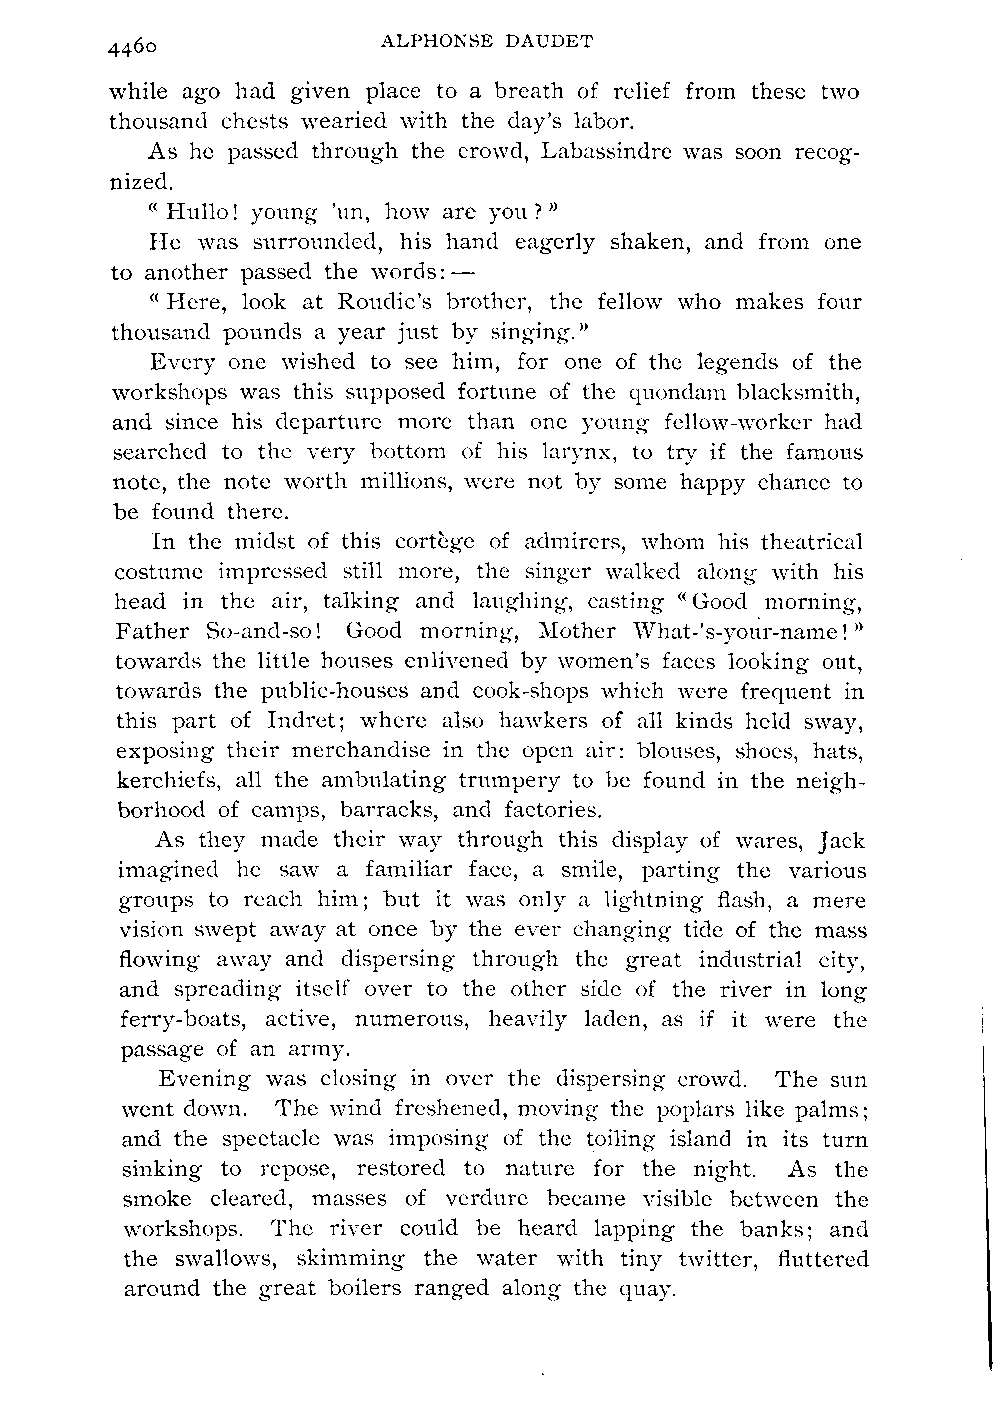 4460 ALPHONSE DAUDET
while ago had given place to a breath of relief from these two
thousand chests wearied with the day's labor.
As he passed through the crowd, Labassindre was soon recog-
nized.
« Hullo! young 'un, how are you? »
He was surrounded, his hand eagerly shaken, and from one
to another passed the words: —
« Here, look at Roudic's brother, the fellow who makes four
thousand pounds a year just by singing. »
Every one wished to see him, for one of the legends of the
workshops was this supposed fortune of the quondam blacksmith,
and since his departure more than one young fellow-worker had
searched to the very bottom of his larynx, to try if the famous
note, the note worth millions, were not by some happy chance to
be found there.
In the midst of this cortège of admirers, whom his theatrical
costume impressed still more, the singer walked along with his
head in the air, talking and laughing, casting « Good morning,
Father So-and-so! Good morning, Mother What-'s-your-name! »
towards the little houses enlivened by women's faces looking out,
towards the public-houses and cook-shops which were frequent in
this part of Indret; where also hawkers of all kinds held sway,
exposing their merchandise in the open air: blouses, shoes, hats,
kerchiefs, all the ambulating trumpery to be found in the neigh-
borhood of camps, barracks, and factories.
As they made their way through this display of wares, Jack
imagined he saw a familiar face, a smile, parting the various
groups to reach him; but it was only a lightning flash, a mere
vision swept away at once by the ever changing tide of the mass
flowing away and dispersing through the great industrial city,
and spreading itself over to the other side of the river in long
ferry-boats, active, numerous, heavily laden, as if it were the
passage of an army.
Evening was closing in over the dispersing crowd. The sun
went down. The wind freshened, moving the poplars like palms;
and the spectacle was imposing of the toiling island in its turn
sinking to repose, restored to nature for the night. As the
smoke cleared, masses of verdure became visible between the
workshops. The river could be heard lapping the banks; and
the swallows, skimming the water with tiny twitter, fluttered
around the great boilers ranged along the quay.